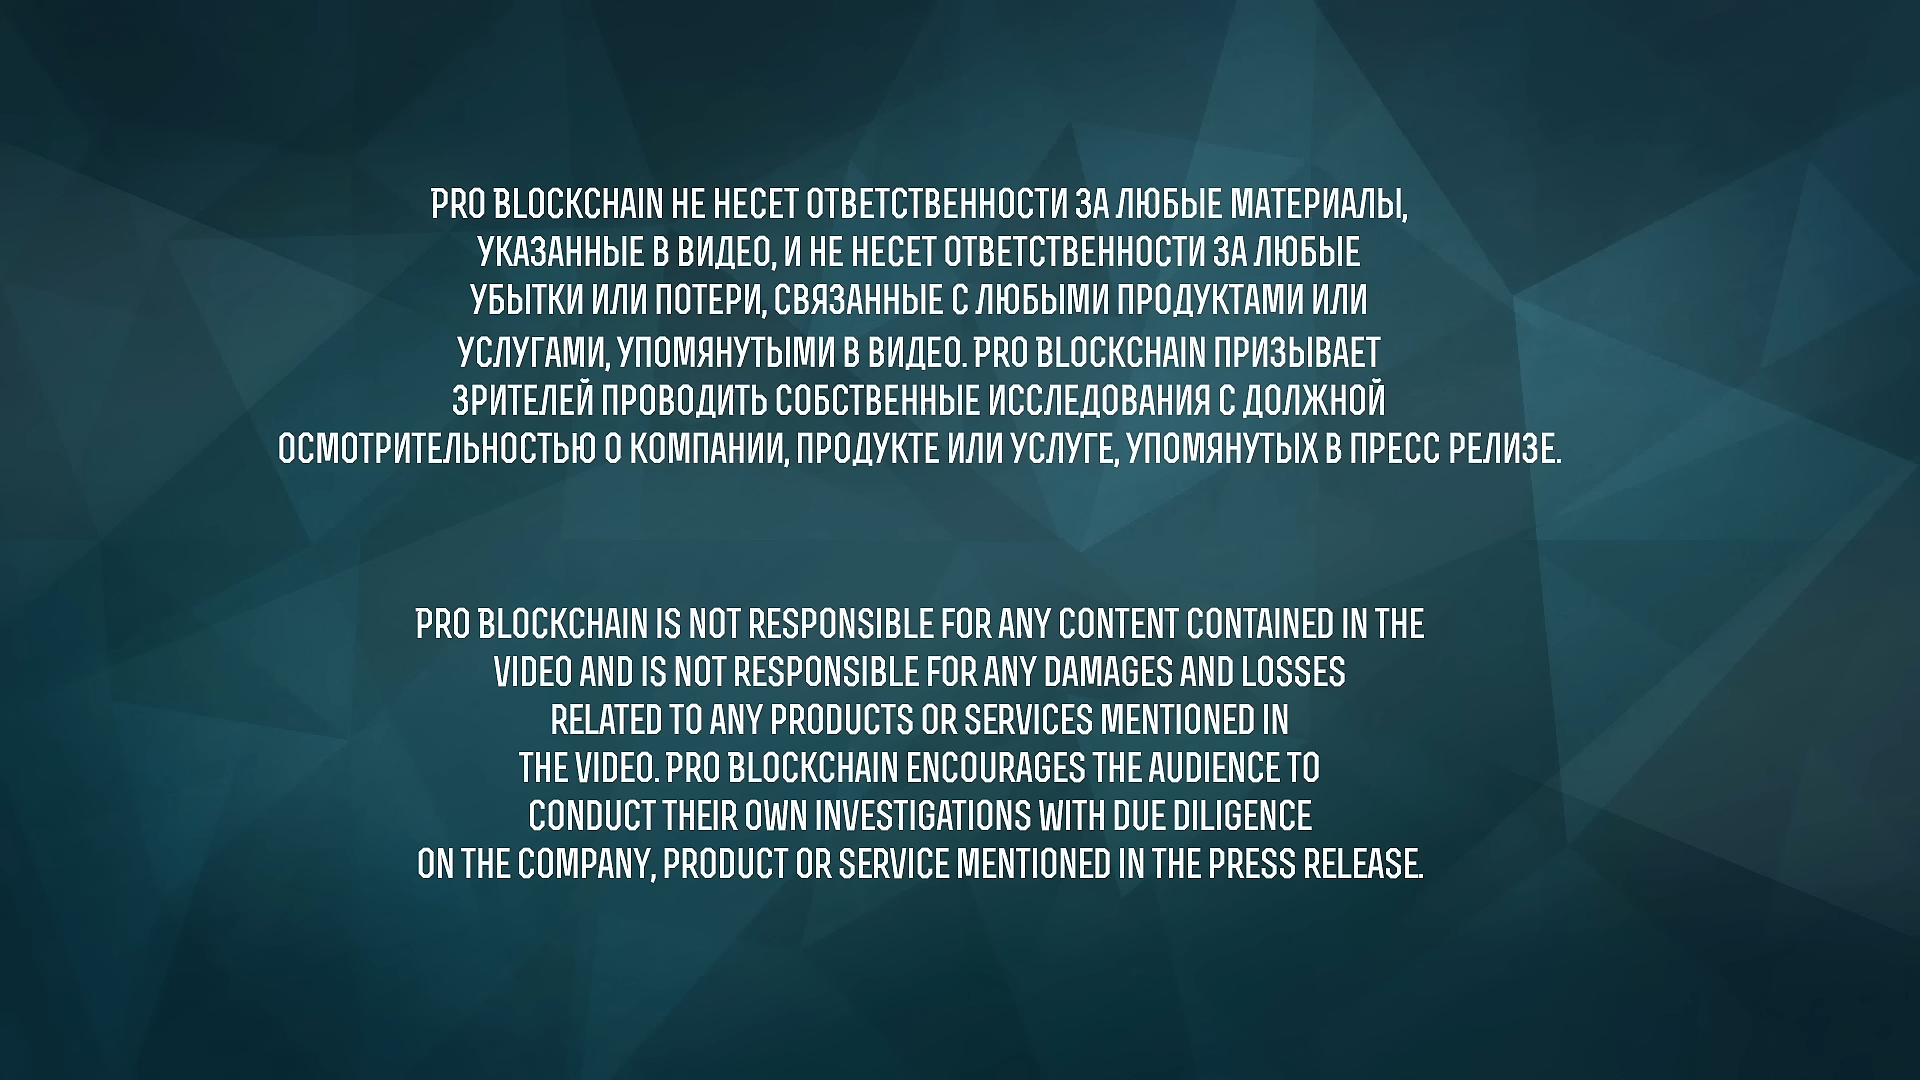 PRO BLOCKCHAIN НЕ НЕСЕТ ОТВЕТСТВЕННОСТИ ЗА ЛЮБЫЕ МАТЕРИАЛЫ,
УКАЗАННЫЕ В ВИДЕО, И НЕ НЕСЕТ ОТВЕТСТВЕННОСТИ ЗА ЛЮБЫЕ
УБЫТКИ ИЛИ ПОТЕРИ, СВЯЗАННЫЕ С ЛЮБЫМИ ПРОДУКТАМИ ИЛИ
УСЛУГАМИ, УПОМЯНУТЫМИ В ВИДЕО. PRO BLOCKCHAIN ПРИЗЫВАЕТ
ЗРИТЕЛЕЙ ПРОВОДИТЬ СОБСТВЕННЫЕ ИССЛЕДОВАНИЯ С ДОЛЖНОЙ
ОСМОТРИТЕЛЬНОСТЬЮ О КОМПАНИИ, ПРОДУКТЕ ИЛИ УСЛУГЕ, УПОМЯНУТЫХ В ПРЕСС РЕЛИЗЕ.
PRO BLOCKCHAIN IS NOT RESPONSIBLE FOR ANY CONTENT CONTAINED IN THE
VIDEO AND IS NOT RESPONSIBLE FOR ANY DAMAGES AND LOSSES
RELATED TO ANY PRODUCTS OR SERVICES MENTIONED IN
THE VIDEO. PRO BLOCKCHAIN ENCOURAGES THE AUDIENCE TO
CONDUCT THEIR OWN INVESTIGATIONS WITH DUE DILIGENCE
ON THE COMPANY, PRODUCT OR SERVICE MENTIONED IN THE PRESS RELEASE.